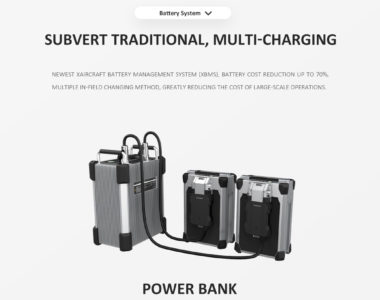 Battery System
SUBVERT TRADITIONAL, MULTI-CHARGING
NEWEST XAIRCRAFT BATTERY MANAGEMENT SYSTEM (XBMS), BATTERY COST REDUCTION UP TO 70%,
MULTIPLE IN-FIELD CHANGING METHOD, GREATLY REDUCING THE COST OF LARGE-SCALE OPERATIONS.
POWER BANK